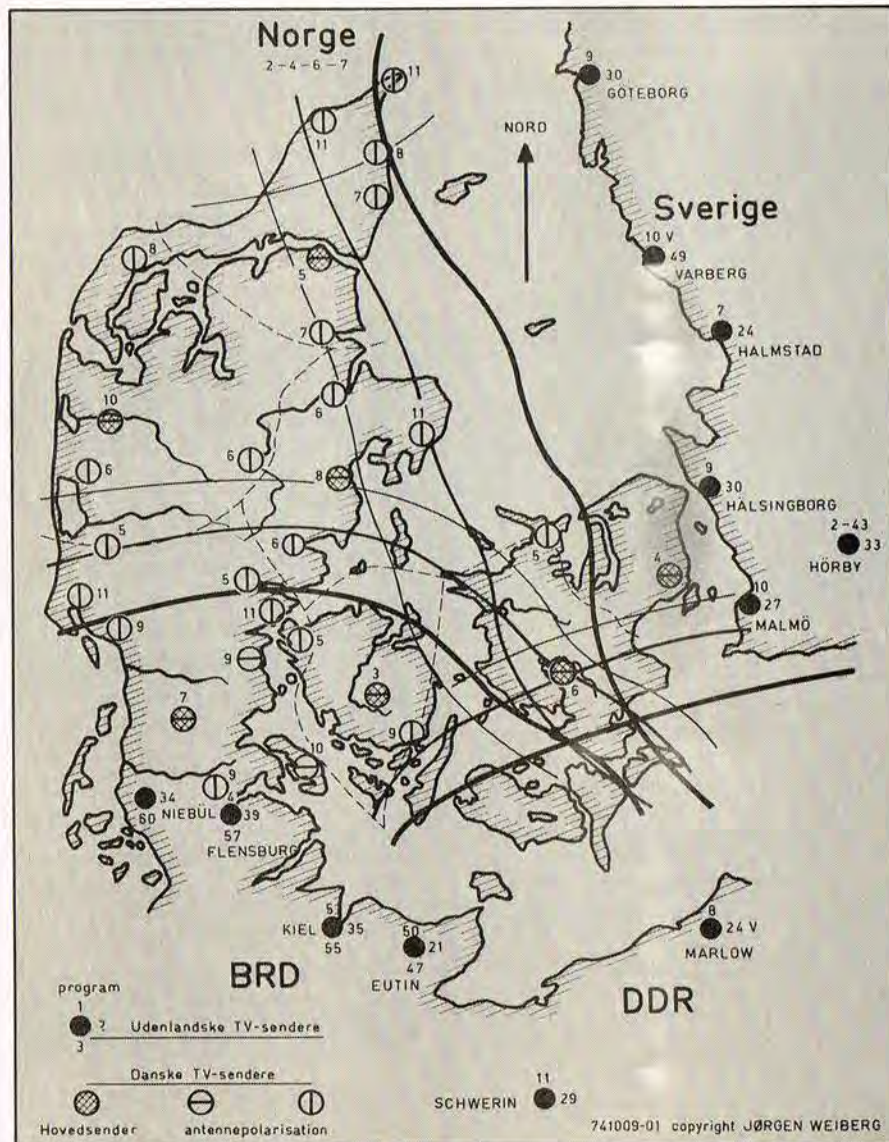 Norge
2-4-6-7
11
9
30
GÖTEBORG
11
NORD
8
7
Sverige
8
10 V
49
VARBERG
5
7
7
24
HALMSTAD
6
10
11
6
6
8
9
30
HÄLSINGBORG
5
6
5
2-43
33
HÖRBY
4
5
11
11
10
27
MALMÖ
9
5
9
3
6
7
9
10
9
34
60
NIEBÜL
4
39
57
FLENSBURG
53
KIEL
35
55
50
21
47
EUTIN
8
24 V
MARLOW
BRD
DDR
program
1
2
3
Udenlandske TV-sendere
Danske TV-sendere
Hovedsender
antennepolarisation
11
SCHWERIN
29
741009-01 copyright JØRGEN WEIBERG